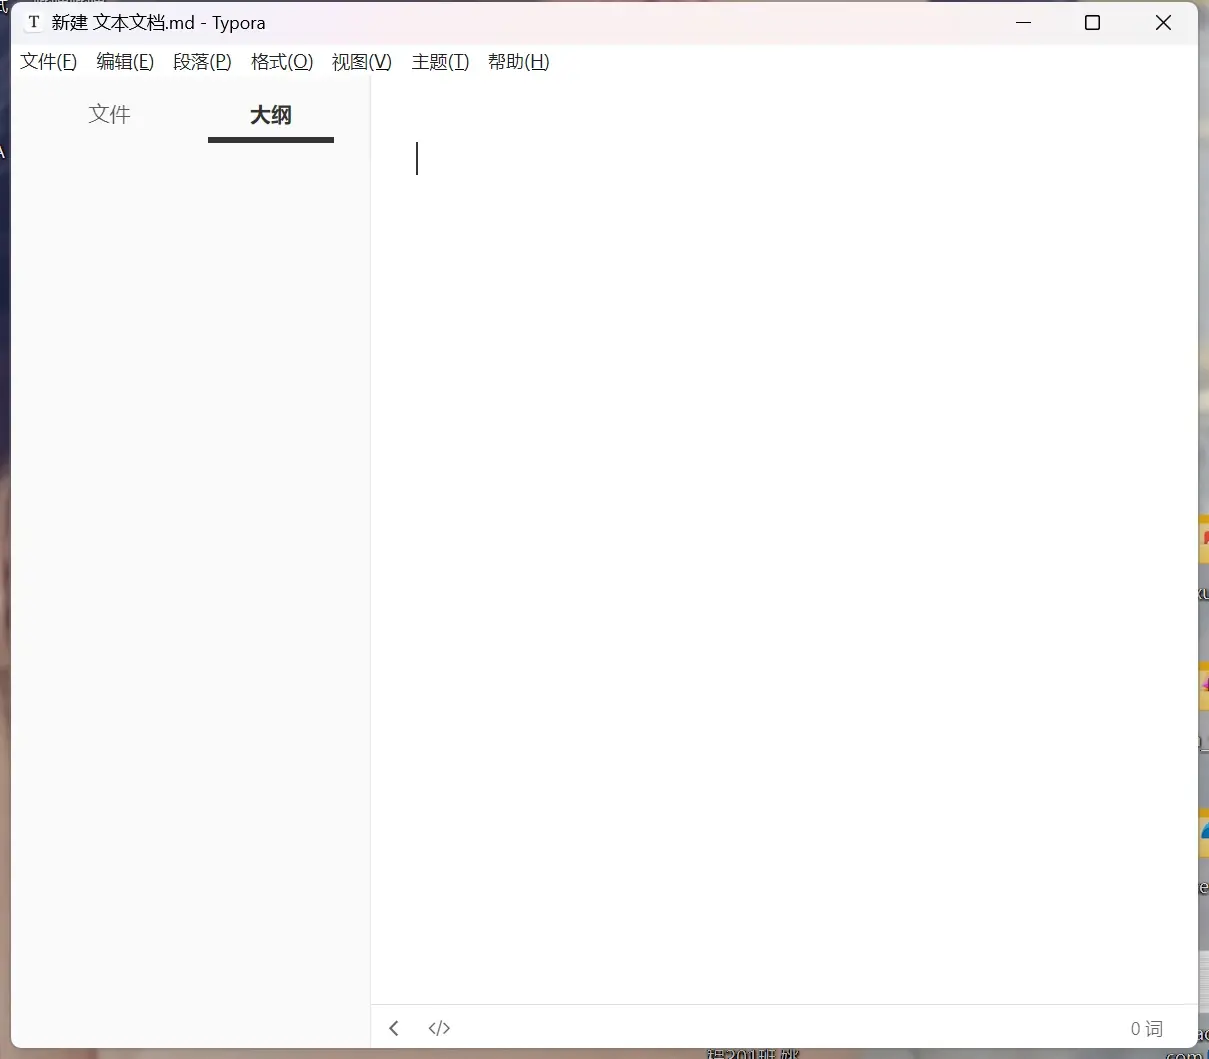 T 新建 文本文档.md - Typora
文件(F) 编辑(E) 段落(P) 格式(O) 视图(V) 主题(T) 帮助(H)
文件 大纲
</> 0 词
com